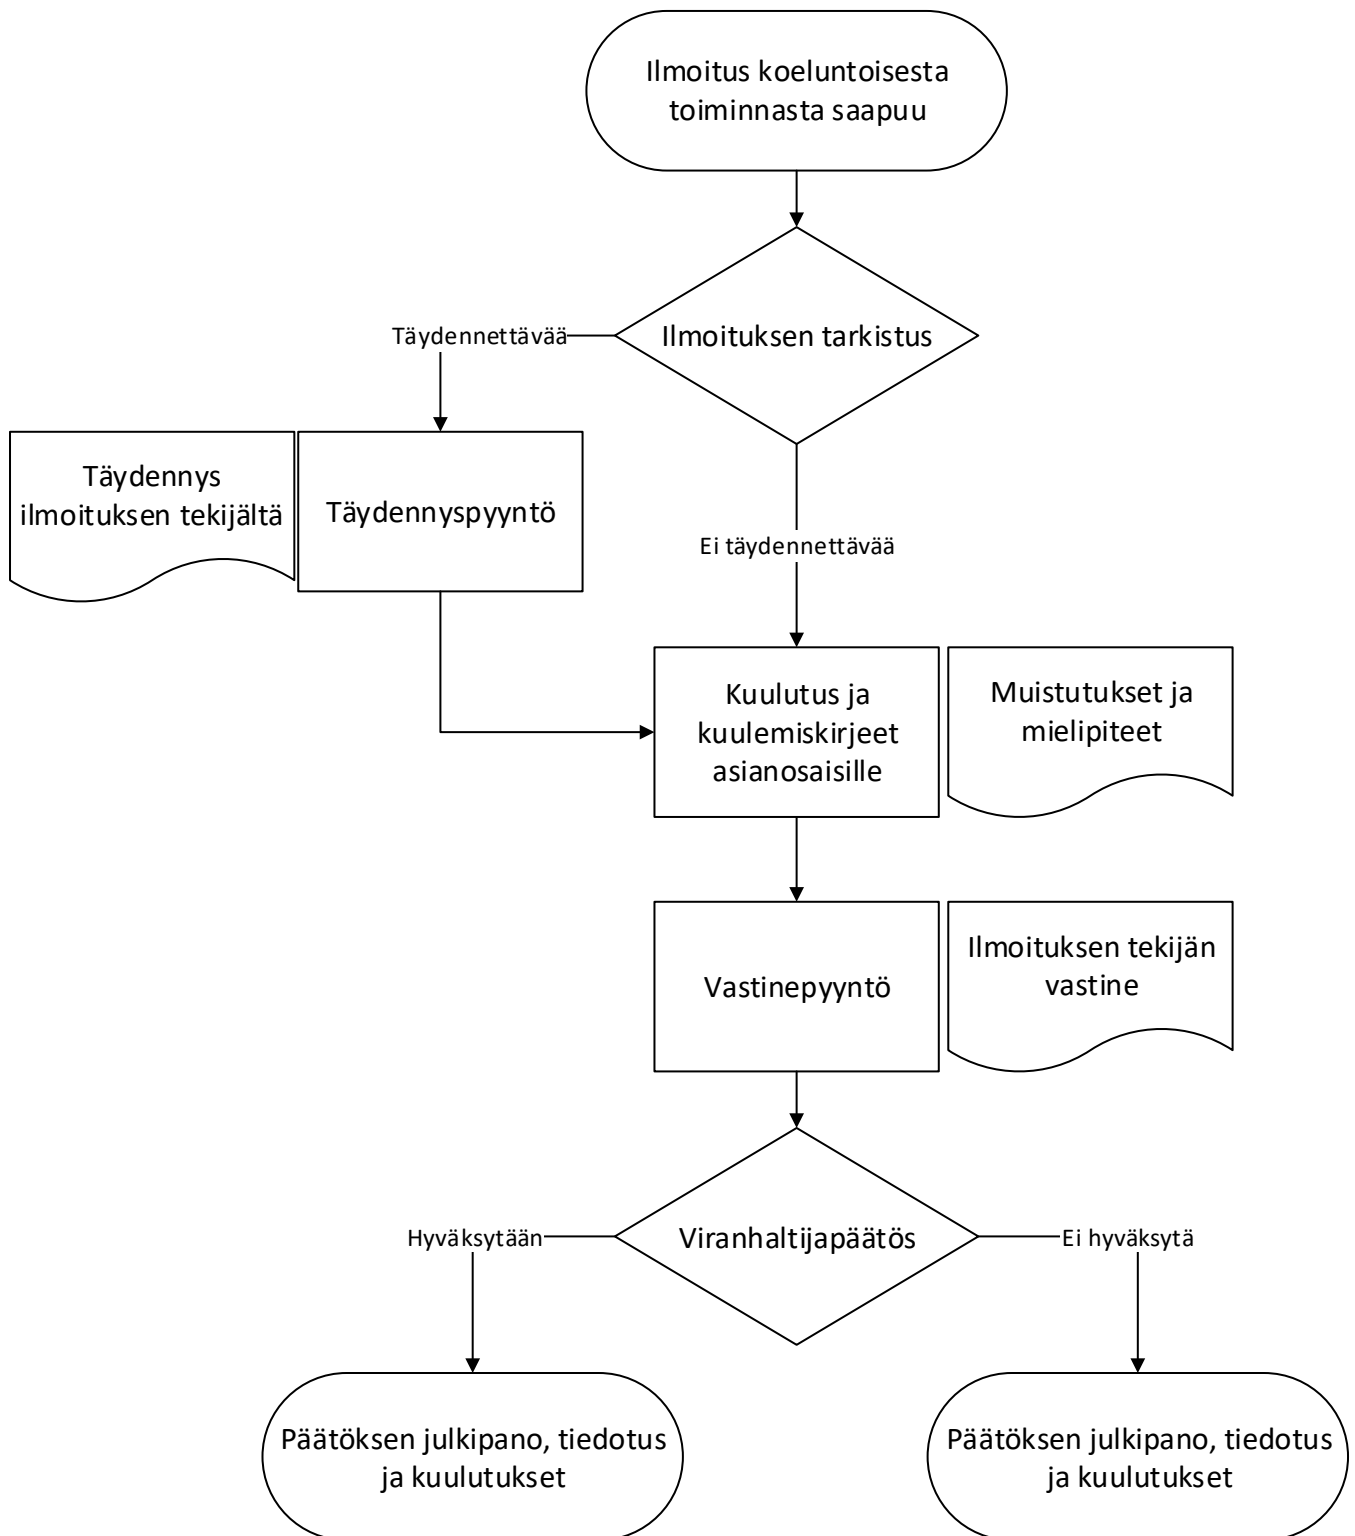 Ilmoitus koeluntoisesta
toiminnasta saapuu
Ilmoituksen tarkistus
Täydennettävää
Täydennys
ilmoituksen tekijältä
Täydennyspyyntö
Ei täydennettävää
Kuulutus ja
kuulemiskirjeet
asianosaisille
Muistutukset ja
mielipiteet
Vastinepyyntö
Ilmoituksen tekijän
vastine
Viranhaltijapäätös
Hyväksytään
Ei hyväksytä
Päätöksen julkipano, tiedotus
ja kuulutukset
Päätöksen julkipano, tiedotus
ja kuulutukset